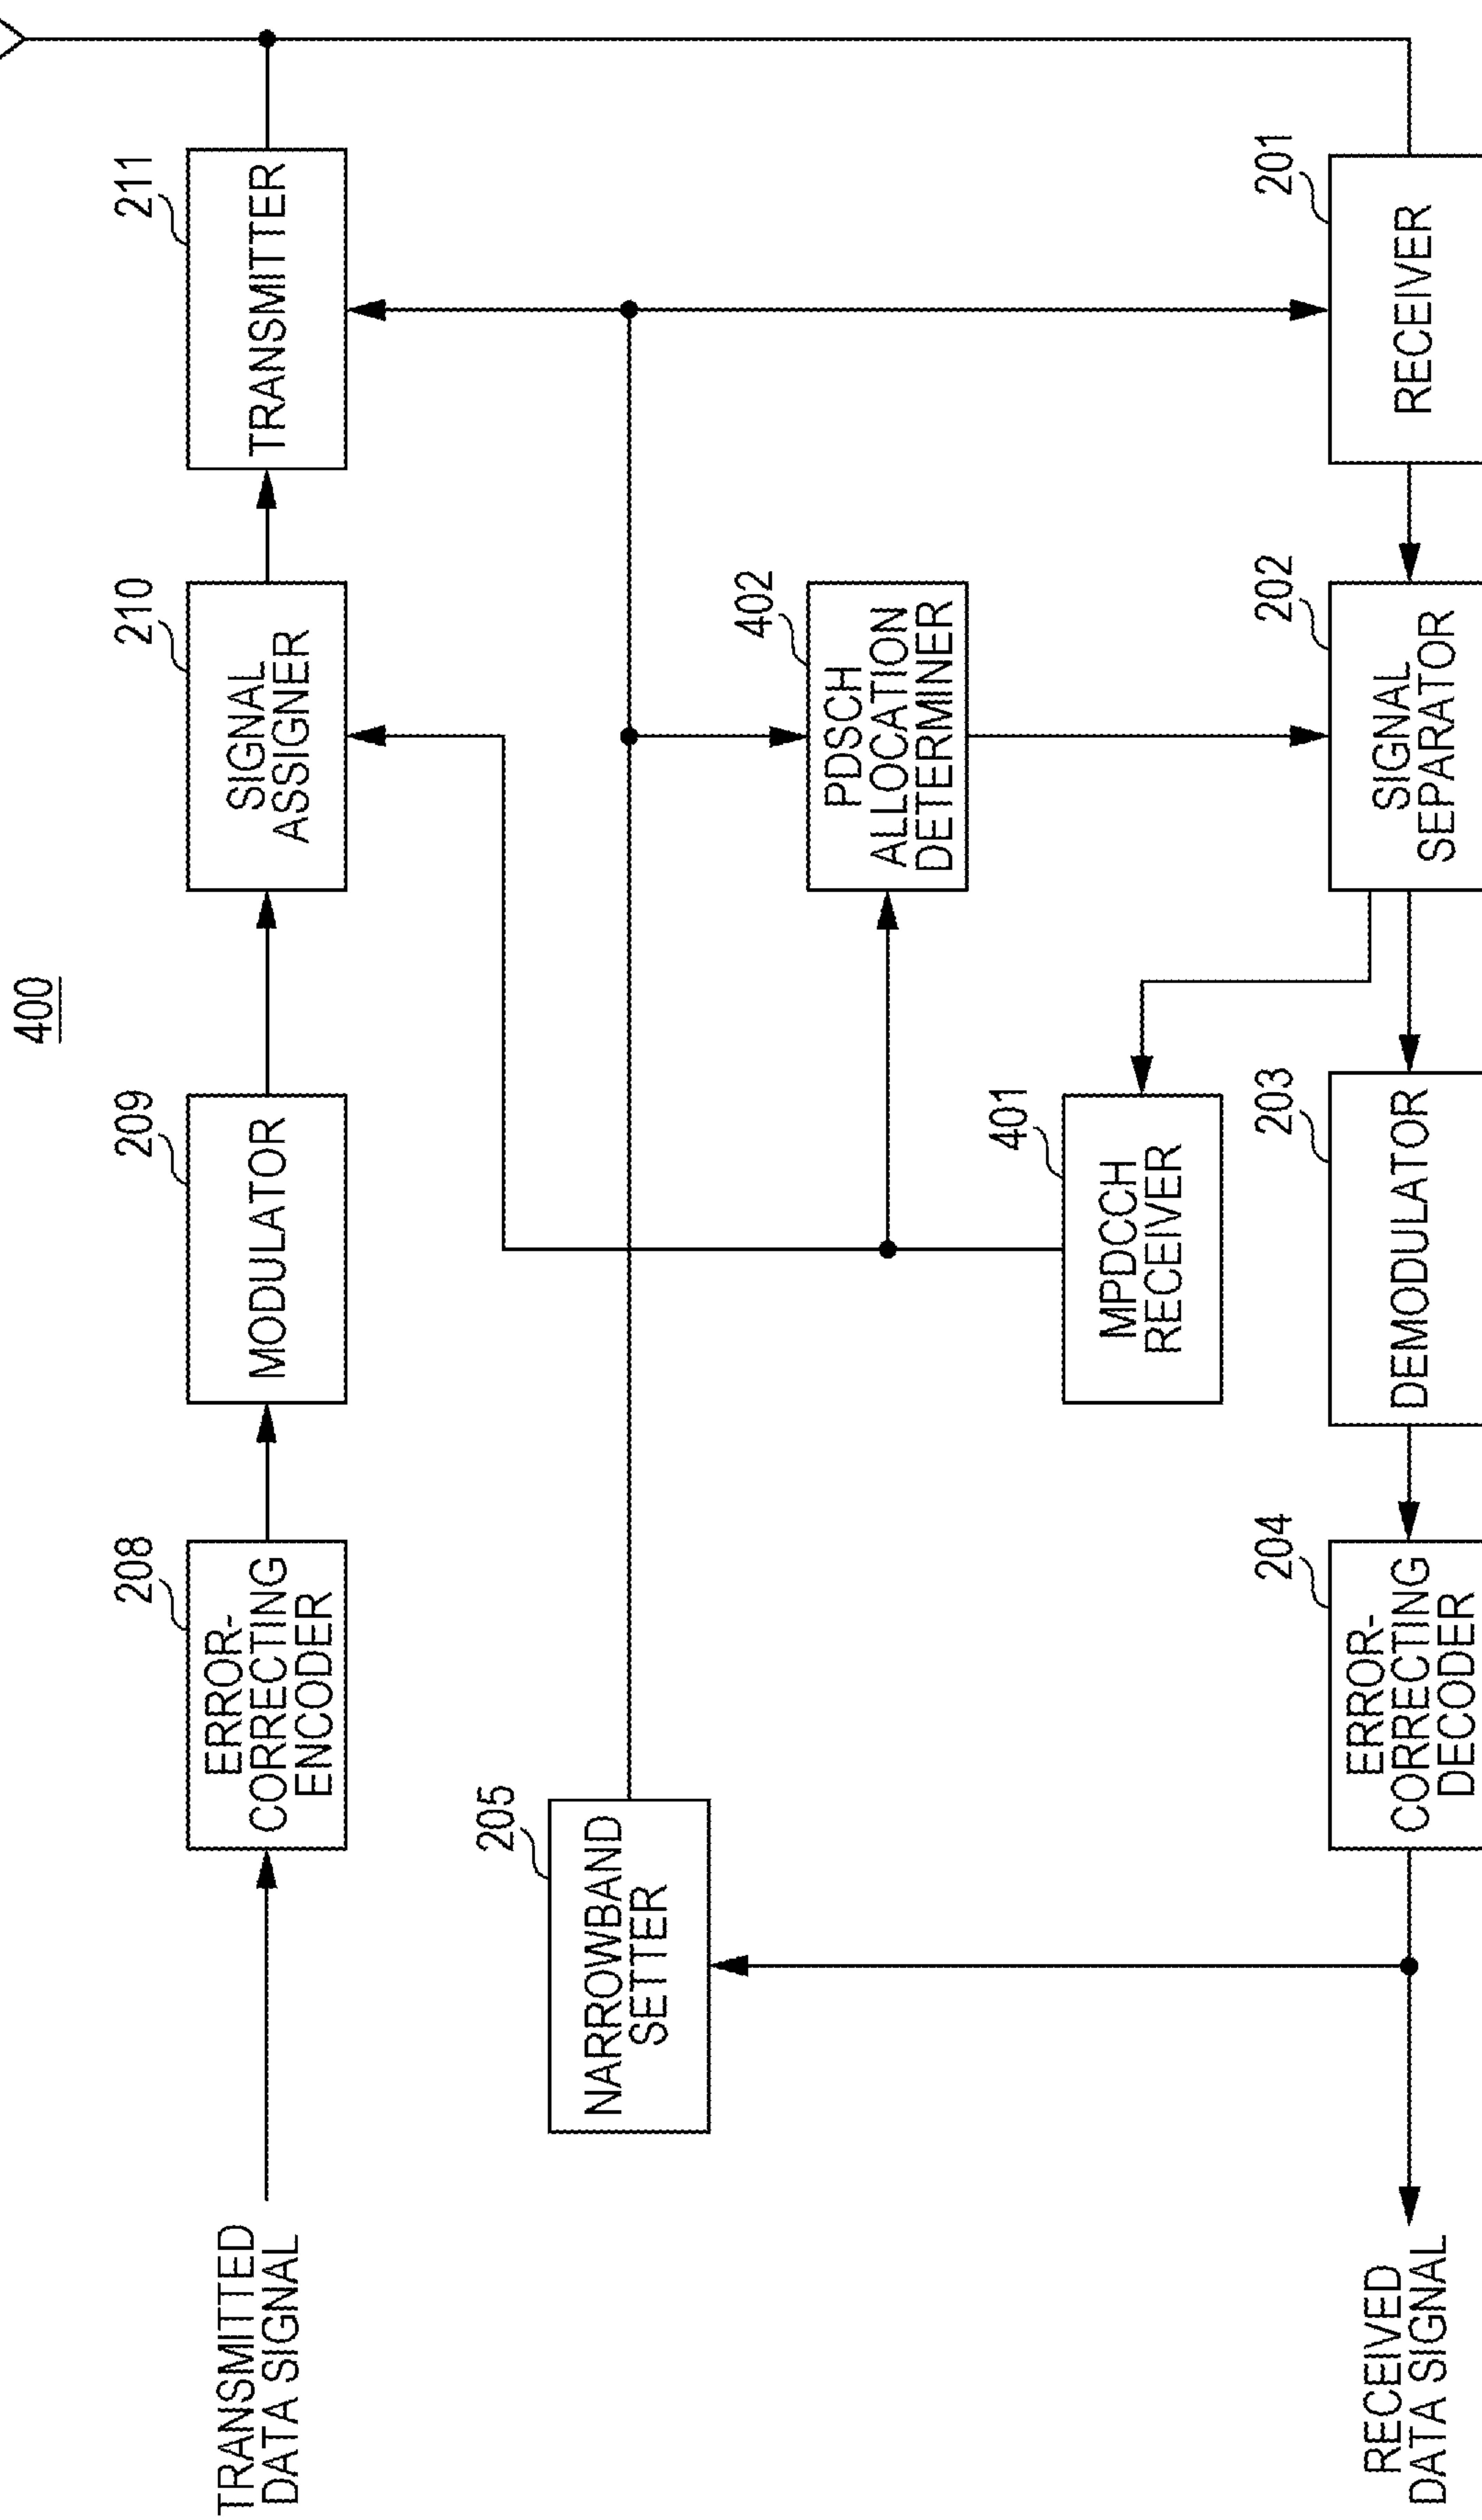 400
TRANSMITTED
DATA SIGNAL
208
ERROR-
CORRECTING
ENCODER
209
MODULATOR
210
SIGNAL
ASSIGNER
211
TRANSMITTER
205
NARROWBAND
SETTER
402
PDSCH
ALLOCATION
DETERMINER
401
MPDCCH
RECEIVER
RECEIVED
DATA SIGNAL
204
ERROR-
CORRECTING
DECODER
203
DEMODULATOR
202
SIGNAL
SEPARATOR
201
RECEIVER